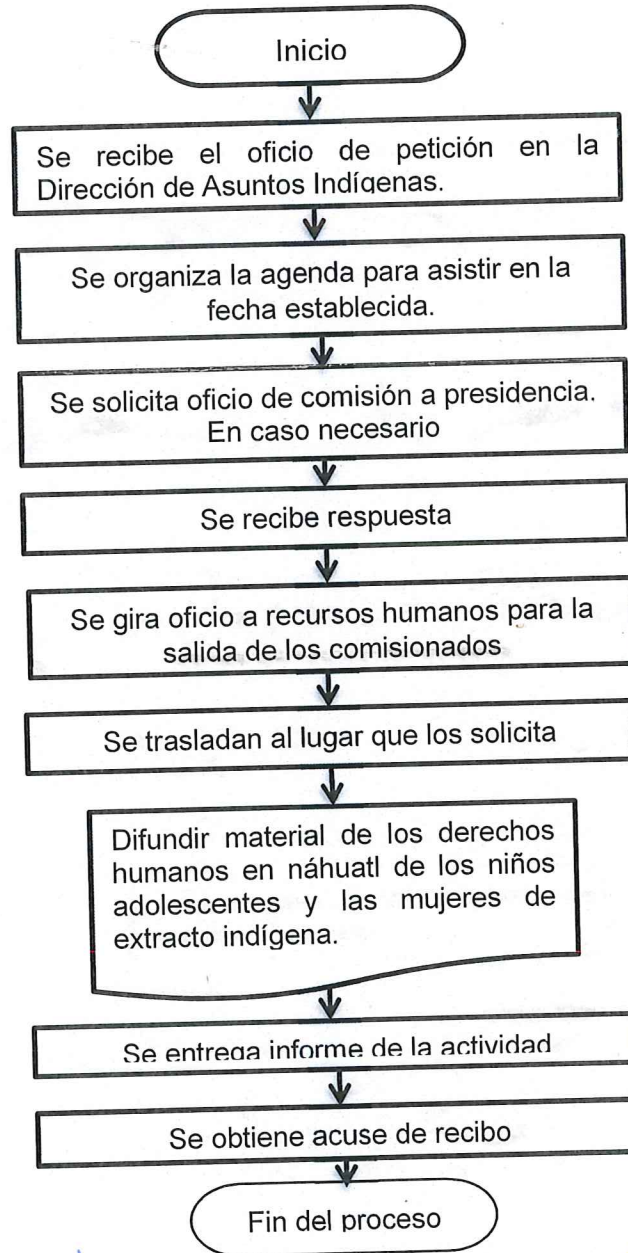 Inicio
Se recibe el oficio de petición en la
Dirección de Asuntos Indígenas.
Se organiza la agenda para asistir en la
fecha establecida.
Se solicita oficio de comisión a presidencia.
En caso necesario
Se recibe respuesta
Se gira oficio a recursos humanos para la
salida de los comisionados
Se trasladan al lugar que los solicita
Difundir material de los derechos
humanos en náhuatl de los niños
adolescentes y las mujeres de
extracto indígena.
Se entrega informe de la actividad
Se obtiene acuse de recibo
Fin del proceso